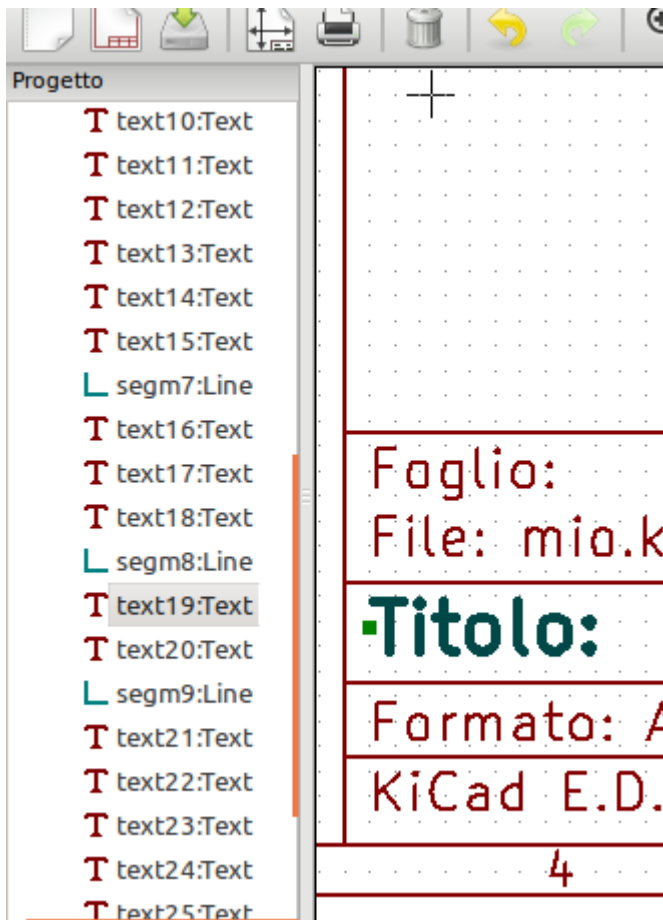 Progetto
text10:Text
text11:Text
text12:Text
text13:Text
text14:Text
text15:Text
segm7:Line
text16:Text
text17:Text
text18:Text
segm8:Line
text19:Text
text20:Text
segm9:Line
text21:Text
text22:Text
text23:Text
text24:Text
text25:Text
Foglio:
File: mio.k
Titolo:
Formato: A
KiCad E.D.
4